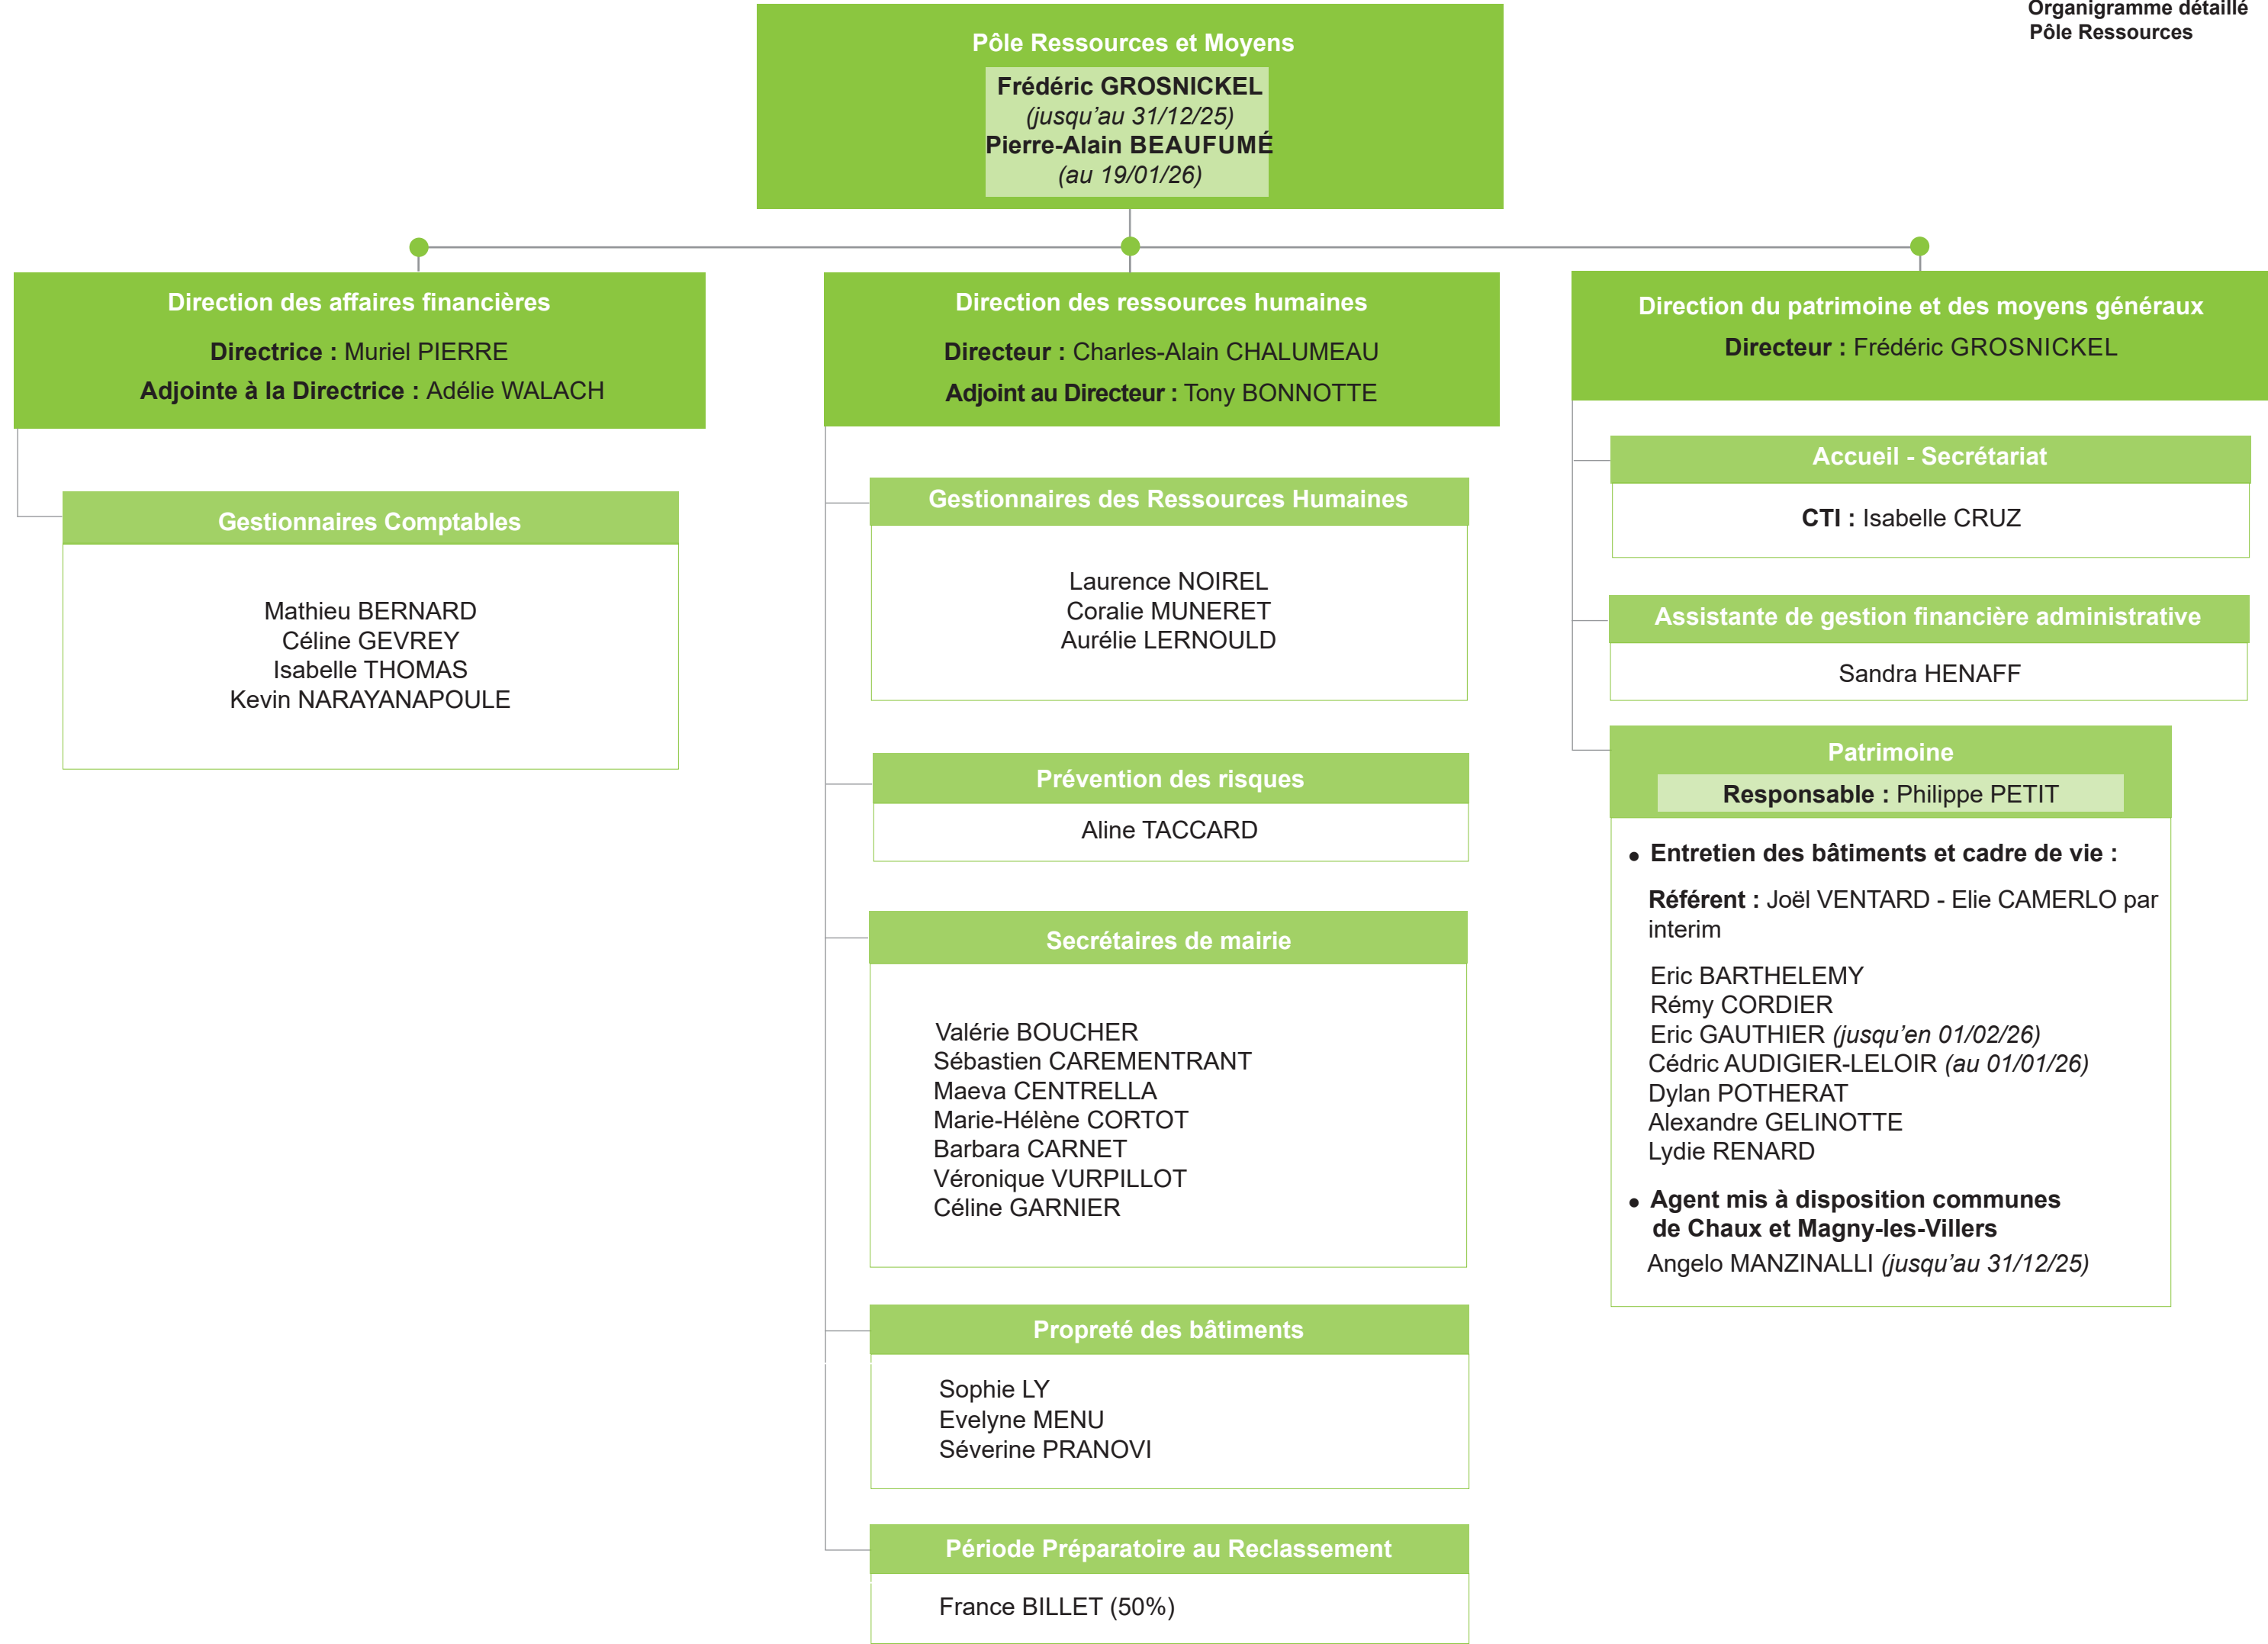 Organigramme détaillé
Pôle Ressources
Pôle Ressources et Moyens
Frédéric GROSNICKEL
(jusqu’au 31/12/25)
Pierre-Alain BEAUFUMÉ
(au 19/01/26)
Direction des affaires financières
Directrice : Muriel PIERRE
Adjointe à la Directrice : Adélie WALACH
Gestionnaires Comptables
Mathieu BERNARD
Céline GEVREY
Isabelle THOMAS
Kevin NARAYANAPOULE
Direction des ressources humaines
Directeur : Charles-Alain CHALUMEAU
Adjoint au Directeur : Tony BONNOTTE
Gestionnaires des Ressources Humaines
Laurence NOIREL
Coralie MUNERET
Aurélie LERNOULD
Prévention des risques
Aline TACCARD
Secrétaires de mairie
Valérie BOUCHER
Sébastien CAREMENTRANT
Maeva CENTRELLA
Marie-Hélène CORTOT
Barbara CARNET
Véronique VURPILLOT
Céline GARNIER
Propreté des bâtiments
Sophie LY
Evelyne MENU
Séverine PRANOVI
Période Préparatoire au Reclassement
France BILLET (50%)
Direction du patrimoine et des moyens généraux
Directeur : Frédéric GROSNICKEL
Accueil - Secrétariat
CTI : Isabelle CRUZ
Assistante de gestion financière administrative
Sandra HENAFF
Patrimoine
Responsable : Philippe PETIT
• Entretien des bâtiments et cadre de vie :
Référent : Joël VENTARD - Elie CAMERLO par
interim
Eric BARTHELEMY
Rémy CORDIER
Eric GAUTHIER (jusqu’en 01/02/26)
Cédric AUDIGIER-LELOIR (au 01/01/26)
Dylan POTHERAT
Alexandre GELINOTTE
Lydie RENARD
• Agent mis à disposition communes
de Chaux et Magny-les-Villers
Angelo MANZINALLI (jusqu’au 31/12/25)